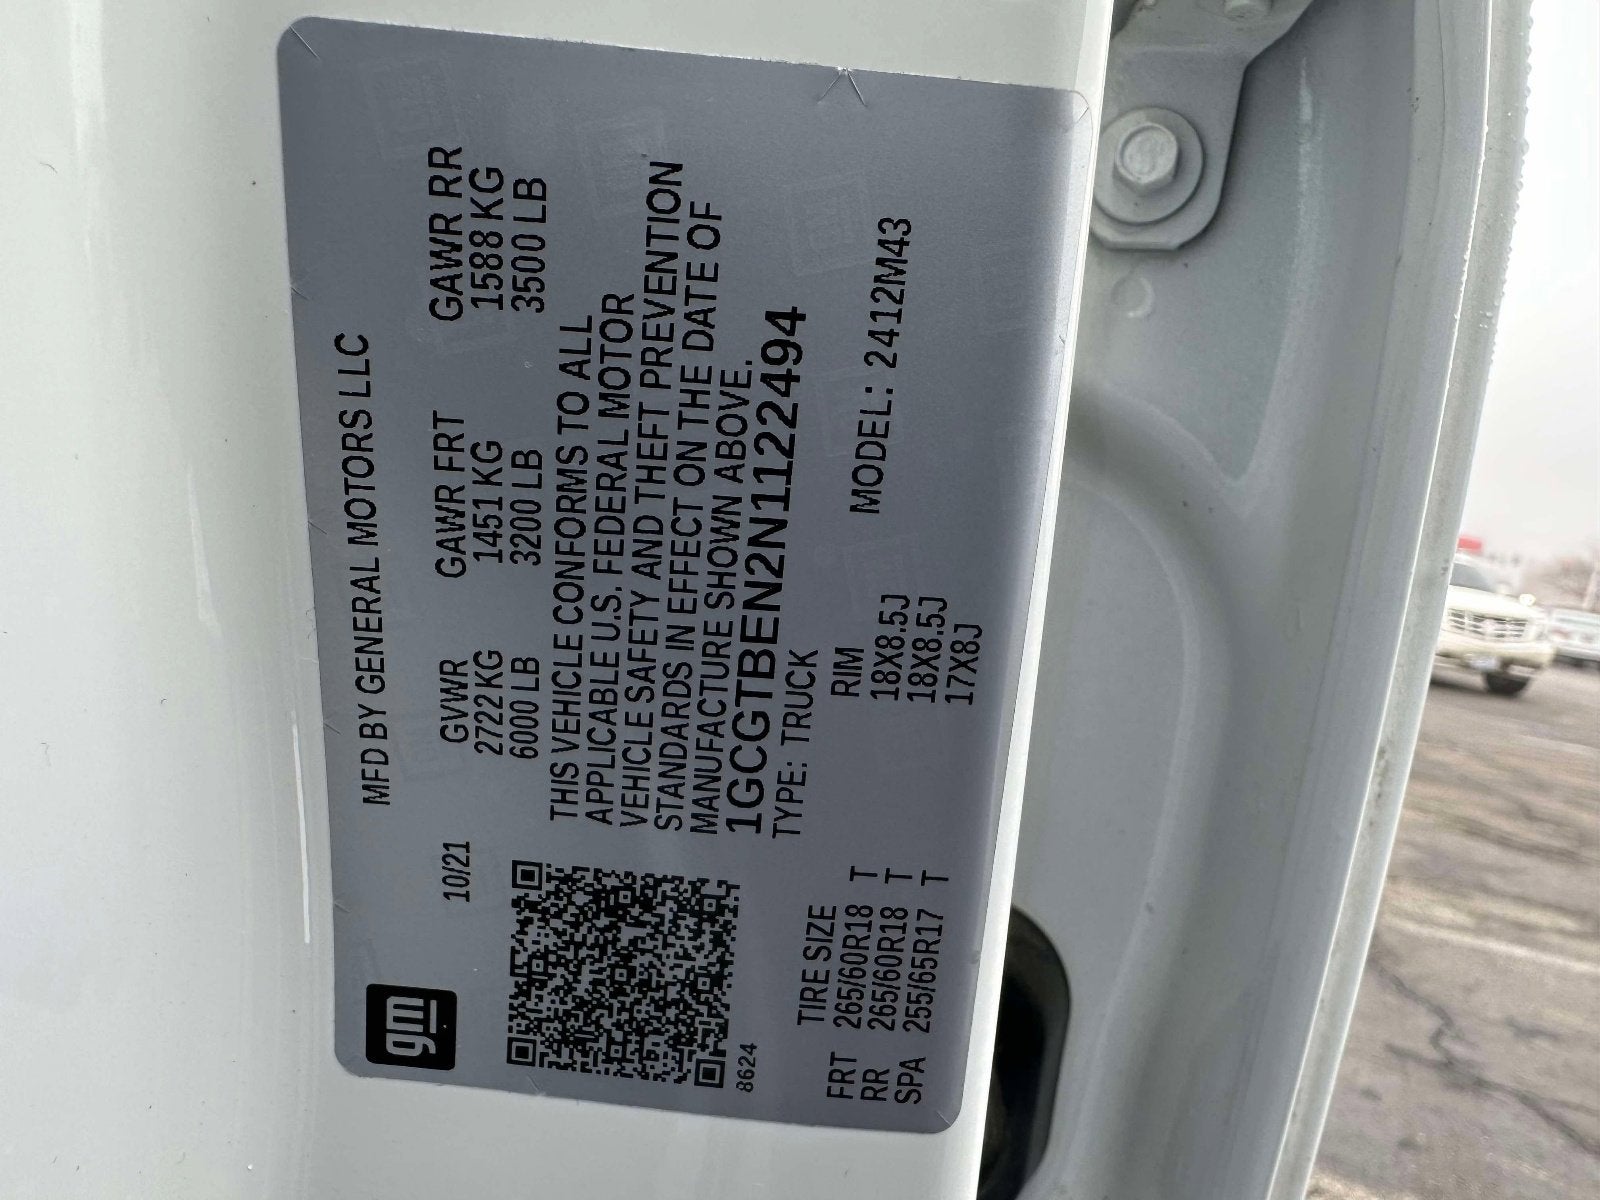 gm
MFD BY GENERAL MOTORS LLC
10/21
GVWR GAWR FRT GAWR RR
2722 KG 1451 KG 1588 KG
6000 LB 3200 LB 3500 LB
THIS VEHICLE CONFORMS TO ALL
APPLICABLE U.S. FEDERAL MOTOR
VEHICLE SAFETY AND THEFT PREVENTION
STANDARDS IN EFFECT ON THE DATE OF
MANUFACTURE SHOWN ABOVE.
1GCGTBEN2N1122494
8624
TYPE: TRUCK
MODEL: 2412M43
TIRE SIZE RIM
FRT 265/60R18 T 18X8.5J
RR 265/60R18 T 18X8.5J
SPA 255/65R17 T 17X8J